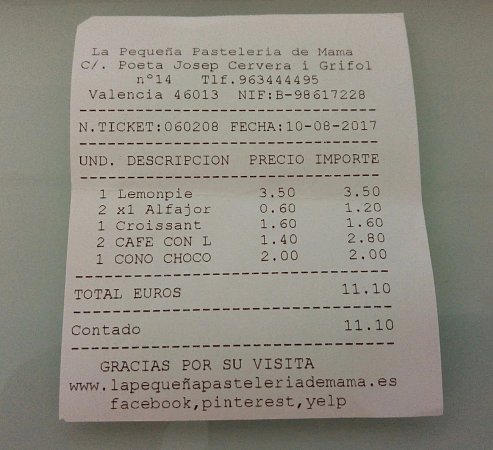 La Pequeña Pasteleria de Mama
C/. Poeta Josep Cervera i Grifol
nº14 Tlf.963444495
Valencia 46013 NIF:B-98617228
--------------------------------
N.TICKET:060208 FECHA:10-08-2017
--------------------------------
UND. DESCRIPCION PRECIO IMPORTE
--------------------------------
1 Lemonpie 3.50 3.50
2 x1 Alfajor 0.60 1.20
1 Croissant 1.60 1.60
2 CAFE CON L 1.40 2.80
1 CONO CHOCO 2.00 2.00
--------------------------------
TOTAL EUROS 11.10
--------------------------------
Contado 11.10
--------------------------------
GRACIAS POR SU VISITA
www.lapequeñapasteleriademama.es
facebook,pinterest,yelp